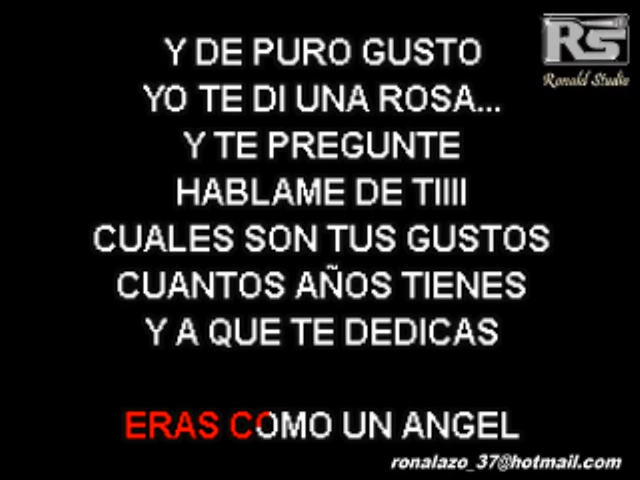 Y DE PURO GUSTO
YO TE DI UNA ROSA...
Y TE PREGUNTE
HABLAME DE TIIII
CUALES SON TUS GUSTOS
CUANTOS AÑOS TIENES
Y A QUE TE DEDICAS
ERAS COMO UN ANGEL
RS
Ronald Studio
ronalazo_37@hotmail.com